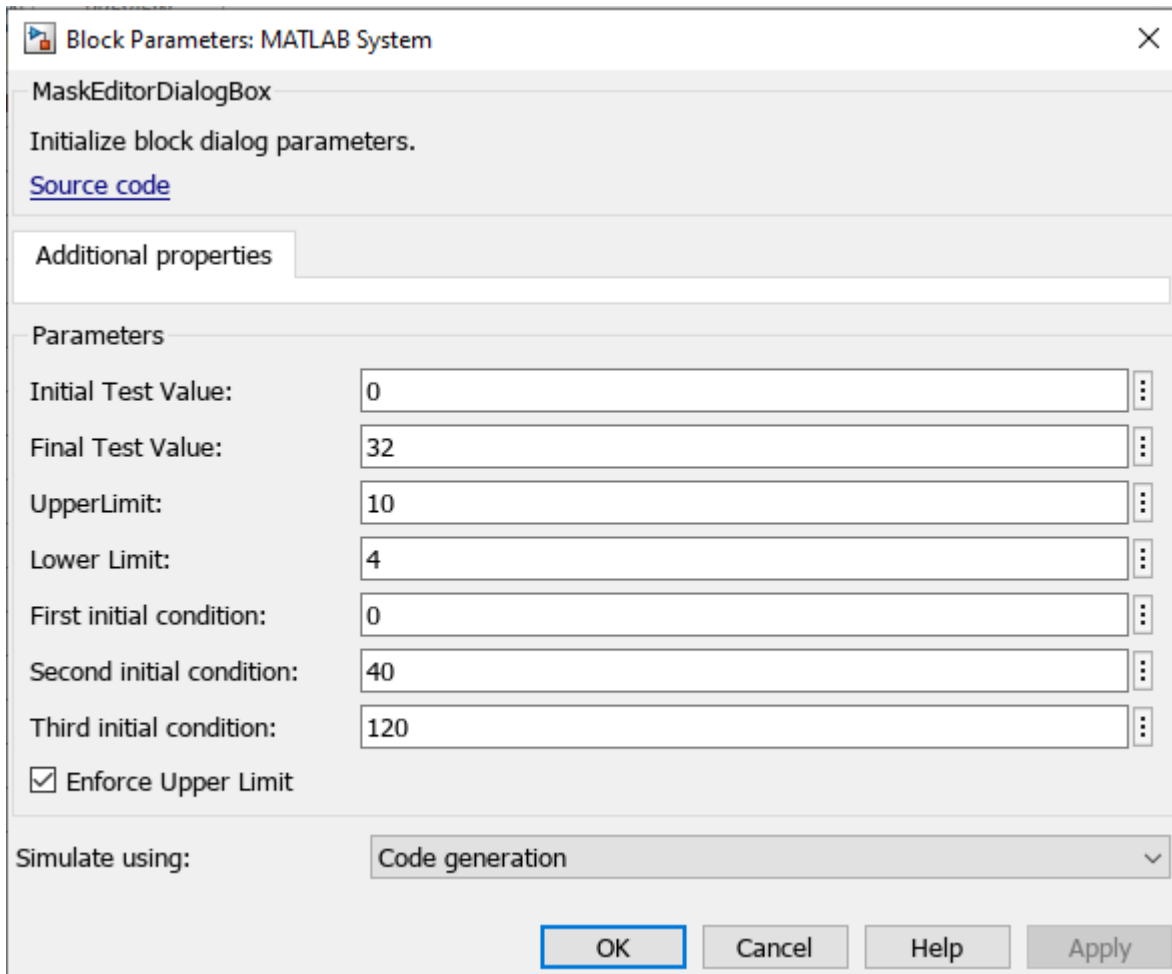 Block Parameters: MATLAB System
MaskEditorDialogBox
Initialize block dialog parameters.
Source code
Additional properties
Parameters
Initial Test Value: 0
Final Test Value: 32
UpperLimit: 10
Lower Limit: 4
First initial condition: 0
Second initial condition: 40
Third initial condition: 120
Enforce Upper Limit
Simulate using: Code generation
OK Cancel Help Apply